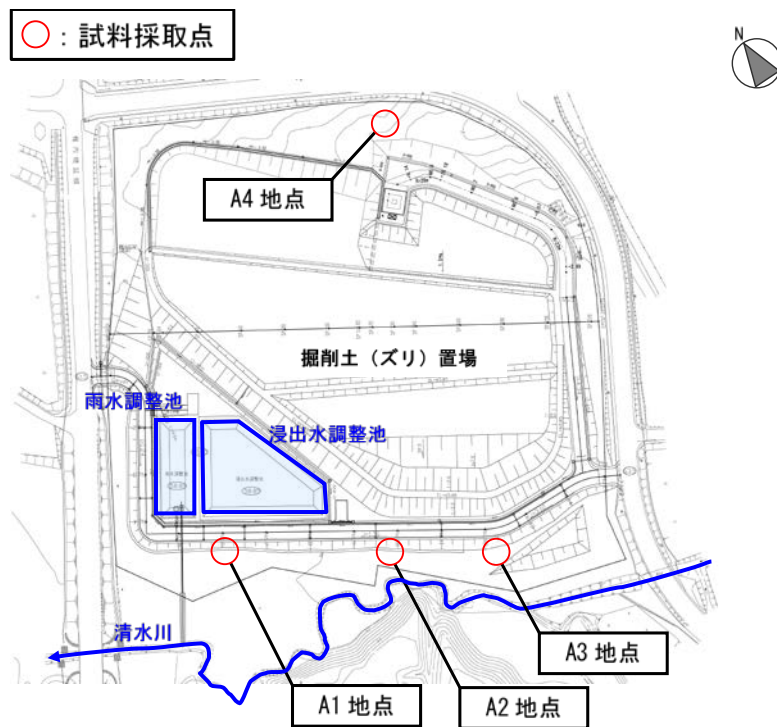 ○：試料採取点
N
A4 地点
掘削土（ズリ）置場
雨水調整池
浸出水調整池
清水川
A3 地点
A1 地点
A2 地点